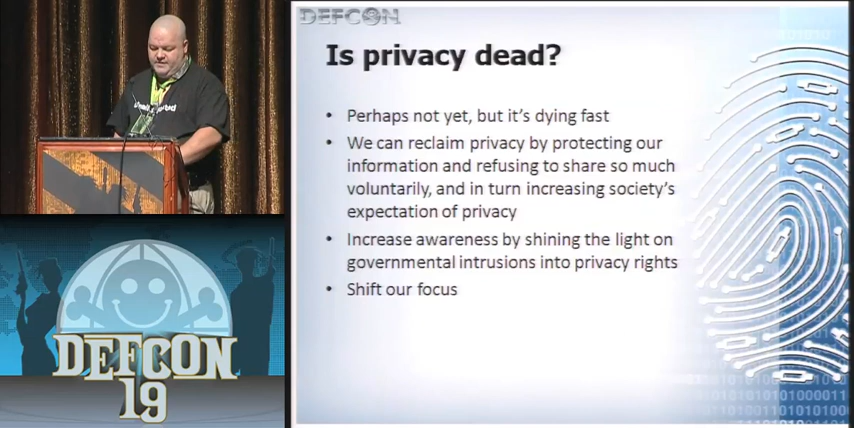 DEFCON
Is privacy dead?
• Perhaps not yet, but it's dying fast
• We can reclaim privacy by protecting our
information and refusing to share so much
voluntarily, and in turn increasing society's
expectation of privacy
• Increase awareness by shining the light on
governmental intrusions into privacy rights
• Shift our focus
DEFCON
19